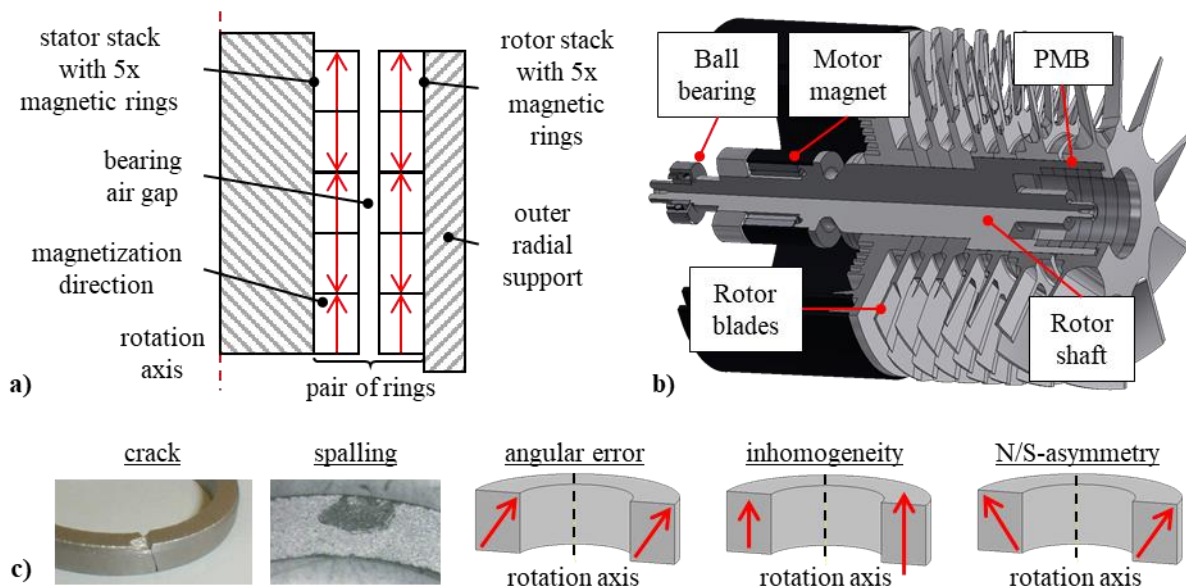 stator stack
with 5x
magnetic rings
bearing
air gap
magnetization
direction
rotation
axis
a)
pair of rings
rotor stack
with 5x
magnetic
rings
outer
radial
support
Ball
bearing
Motor
magnet
PMB
Rotor
blades
Rotor
shaft
b)
crack
spalling
angular error
inhomogeneity
N/S-asymmetry
c)
rotation axis
rotation axis
rotation axis